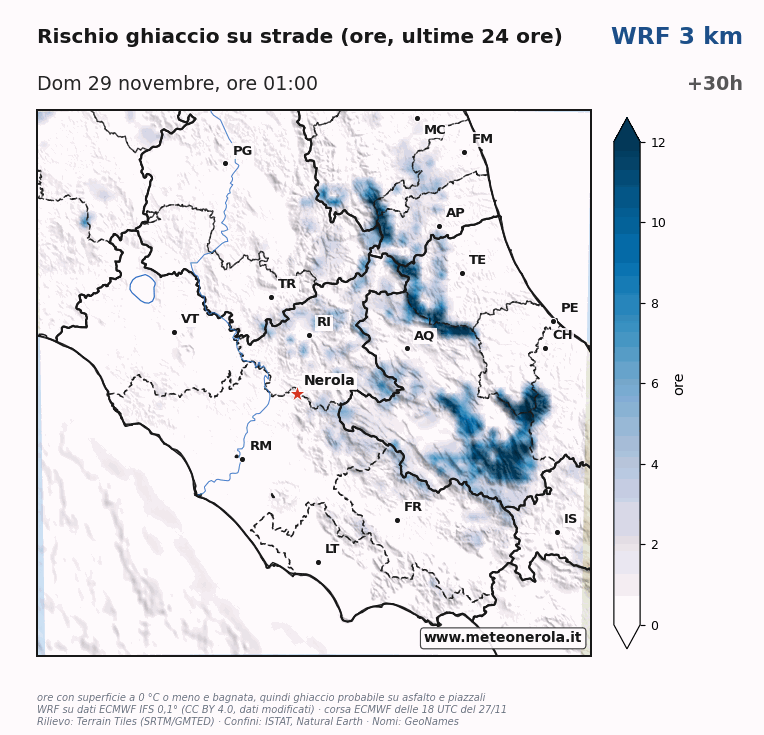 Rischio ghiaccio su strade (ore, ultime 24 ore)
WRF 3 km
Dom 29 novembre, ore 01:00
+30h
MC
FM
PG
AP
TE
TR
PE
VT
RI
AQ
CH
Nerola
RM
FR
IS
LT
www.meteonerola.it
12
10
8
6
4
2
0
ore
ore con superficie a 0 °C o meno e bagnata, quindi ghiaccio probabile su asfalto e piazzali
WRF su dati ECMWF IFS 0,1° (CC BY 4.0, dati modificati) · corsa ECMWF delle 18 UTC del 27/11
Rilievo: Terrain Tiles (SRTM/GMTED) · Confini: ISTAT, Natural Earth · Nomi: GeoNames